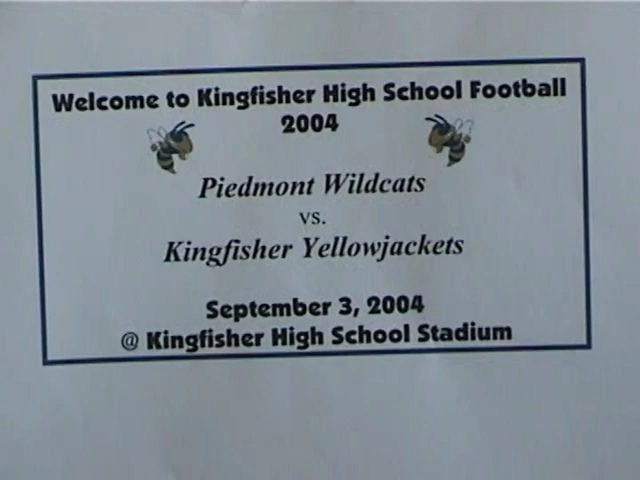 Welcome to Kingfisher High School Football
2004
Piedmont Wildcats
vs.
Kingfisher Yellowjackets
September 3, 2004
@ Kingfisher High School Stadium